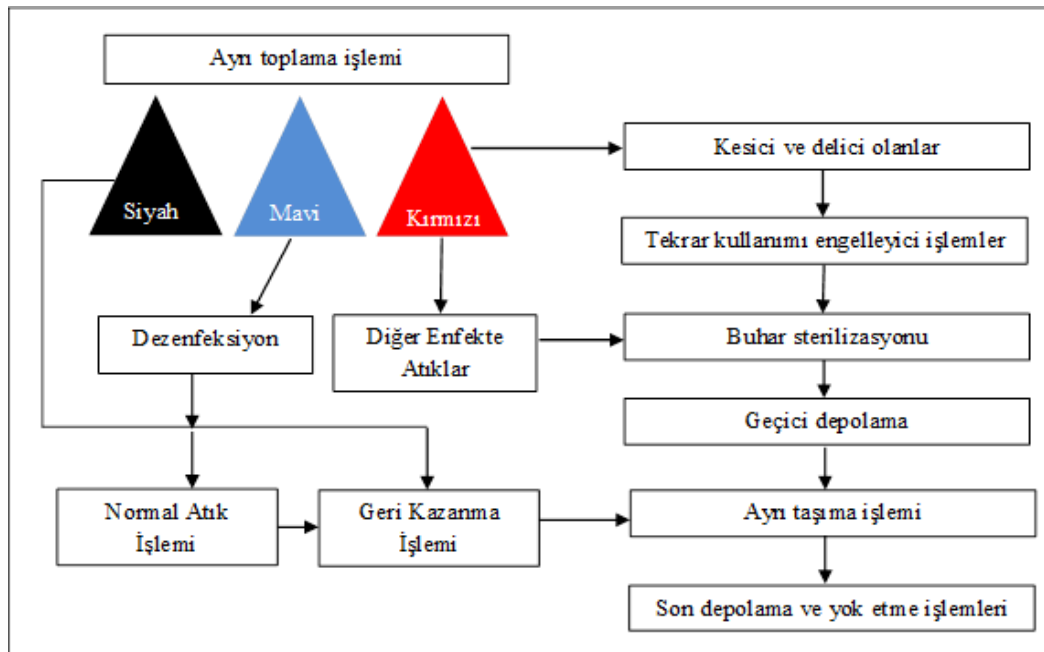 Ayrı toplama işlemi
Siyah
Mavi
Kırmızı
Kesici ve delici olanlar
Tekrar kullanımı engelleyici işlemler
Dezenfeksiyon
Diğer Enfekte
Atıklar
Buhar sterilizasyonu
Geçici depolama
Normal Atık
İşlemi
Geri Kazanma
İşlemi
Ayrı taşıma işlemi
Son depolama ve yok etme işlemleri